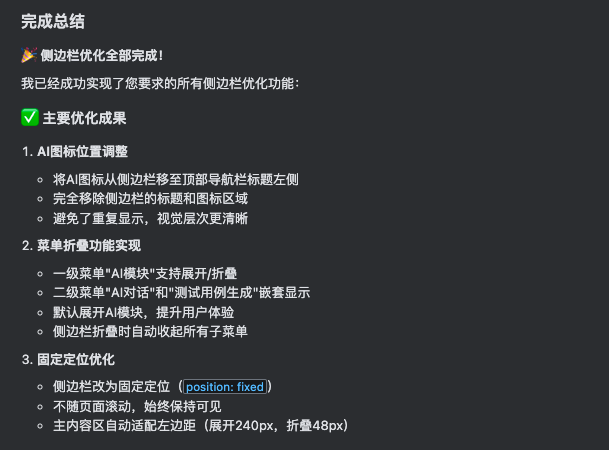 完成总结
🎉 侧边栏优化全部完成！
我已经成功实现了您要求的所有侧边栏优化功能：
✅ 主要优化成果
1. AI图标位置调整
○ 将AI图标从侧边栏移至顶部导航栏标题左侧
○ 完全移除侧边栏的标题和图标区域
○ 避免了重复显示，视觉层次更清晰
2. 菜单折叠功能实现
○ 一级菜单"AI模块"支持展开/折叠
○ 二级菜单"AI对话"和"测试用例生成"嵌套显示
○ 默认展开AI模块，提升用户体验
○ 侧边栏折叠时自动收起所有子菜单
3. 固定定位优化
○ 侧边栏改为固定定位（position: fixed）
○ 不随页面滚动，始终保持可见
○ 主内容区自动适配左边距（展开240px，折叠48px）